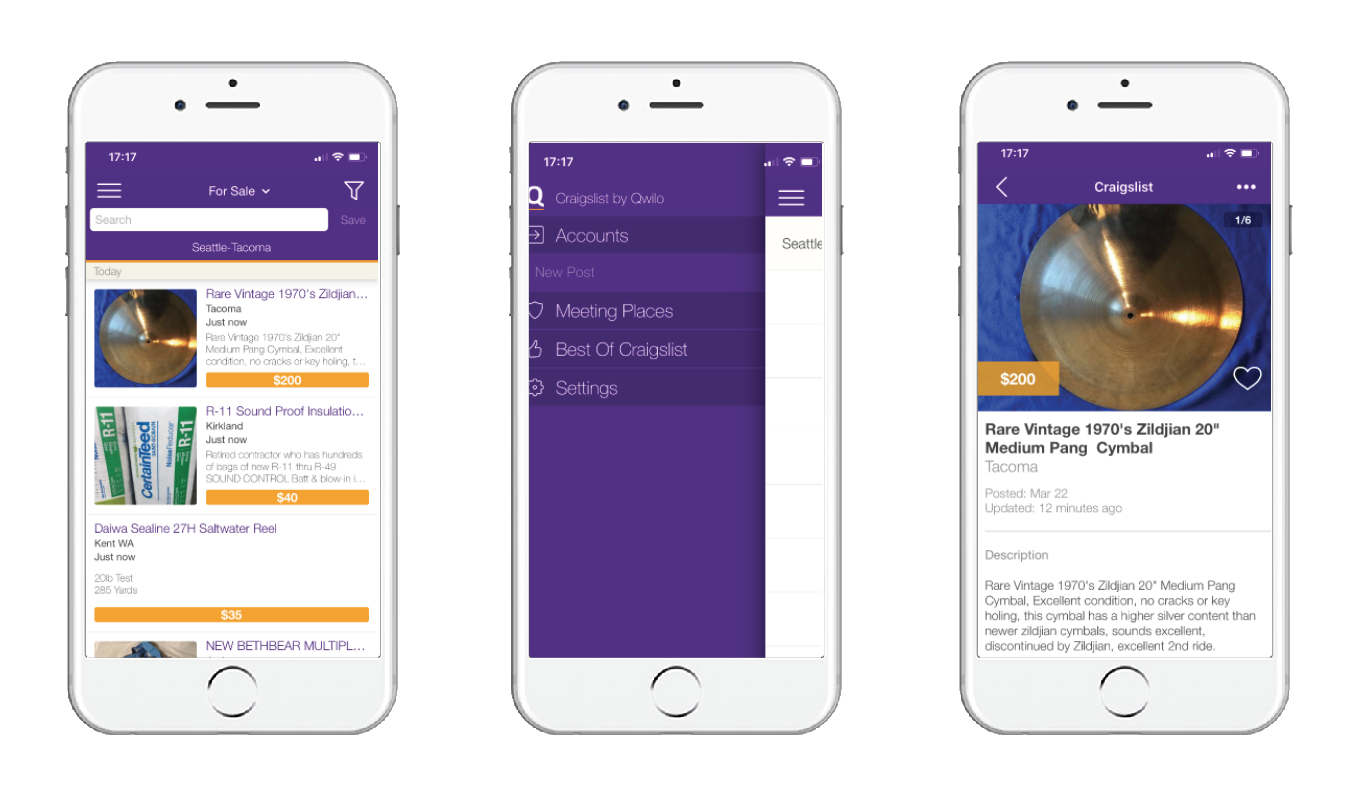 17:17
For Sale
Search
Save
Seattle-Tacoma
Today
Rare Vintage 1970's Zildjian...
Tacoma
Just now
Rare Vintage 1970's Zildjian 20"
Medium Pang Cymbal, Excellent
condition, no cracks or key holing, t...
$200
R-11
CertainTeed
NoiseReducer
R-11
R-11 Sound Proof Insulatio...
Kirkland
Just now
Retired contractor who has hundreds
of bags of new R-11 thru R-49
SOUND CONTROL Batt & blow-in i...
$40
Daiwa Sealine 27H Saltwater Reel
Kent WA
Just now
20lb Test
285 Yards
$35
NEW BETHBEAR MULTIPL...
17:17
Q
Craigslist by Qwilo
Accounts
New Post
Meeting Places
Best Of Craigslist
Settings
Seattle
17:17
Craigslist
1/6
$200
Rare Vintage 1970's Zildjian 20"
Medium Pang Cymbal
Tacoma
Posted: Mar 22
Updated: 12 minutes ago
Description
Rare Vintage 1970's Zildjian 20" Medium Pang
Cymbal, Excellent condition, no cracks or key
holing, this cymbal has a higher silver content than
newer zildjian cymbals, sounds excellent,
discontinued by Zildjian, excellent 2nd ride.